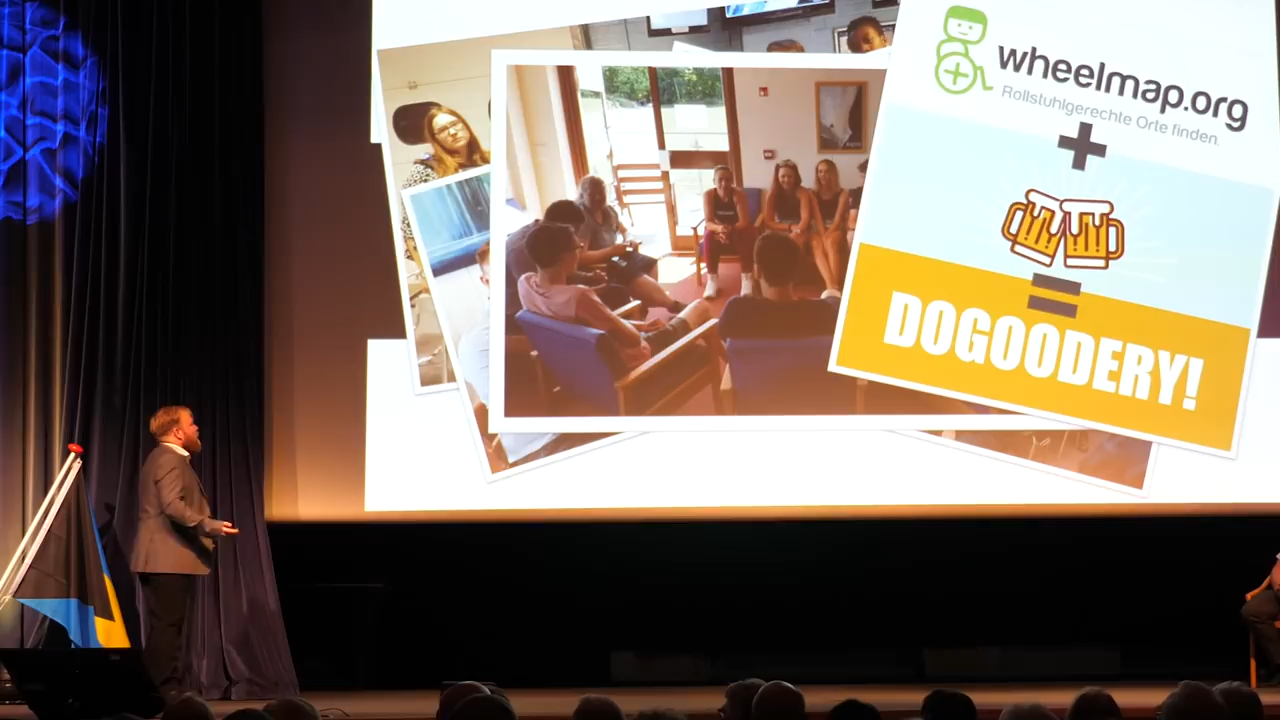 wheelmap.org
Rollstuhlgerechte Orte finden.
+
=
DOGOODERY!